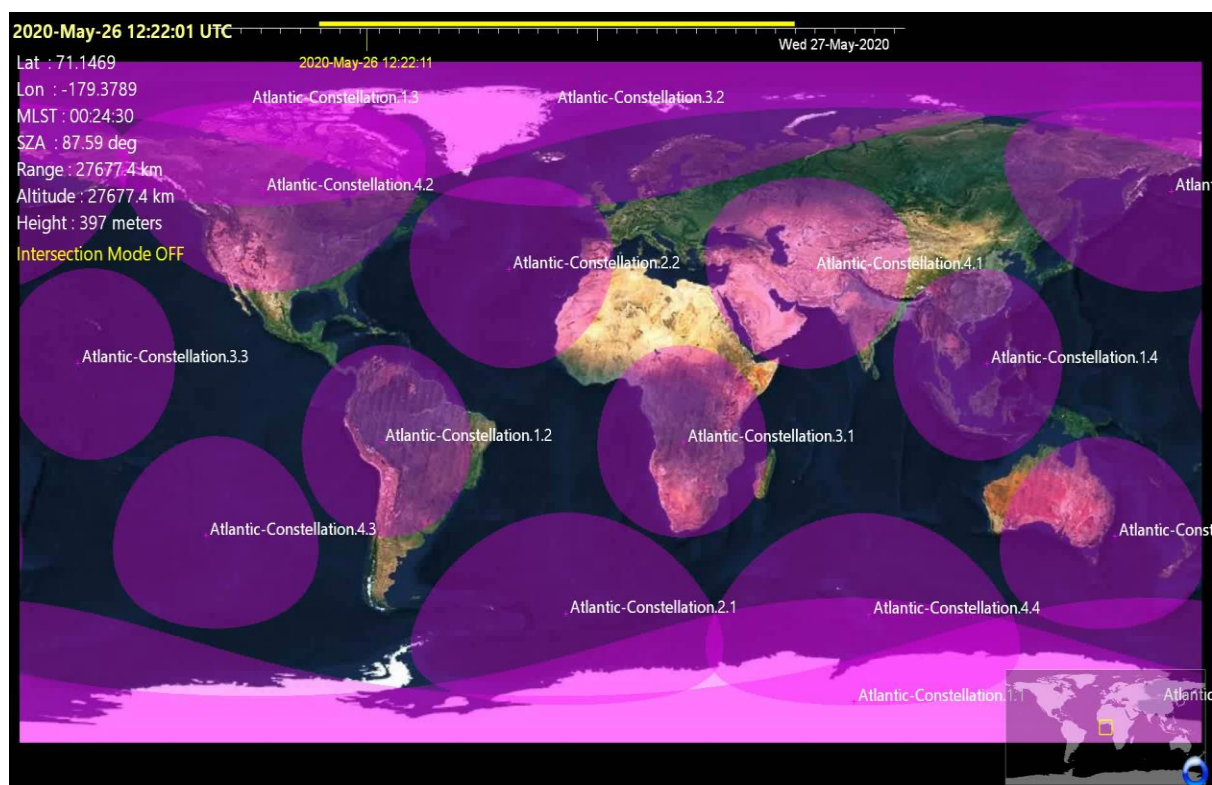 2020-May-26 12:22:01 UTC
Wed 27-May-2020
2020-May-26 12:22:11
Lat : 71.1469
Lon : -179.3789
MLST : 00:24:30
SZA : 87.59 deg
Range : 27677.4 km
Altitude : 27677.4 km
Height : 397 meters
Intersection Mode OFF
Atlantic-Constellation.1.3
Atlantic-Constellation.3.2
Atlantic-Constellation.4.2
Atlant
Atlantic-Constellation.2.2
Atlantic-Constellation.4.1
Atlantic-Constellation.3.3
Atlantic-Constellation.1.4
Atlantic-Constellation.1.2
Atlantic-Constellation.3.1
Atlantic-Constellation.4.3
Atlantic-Const
Atlantic-Constellation.2.1
Atlantic-Constellation.4.4
Atlantic-Constellation.1.1
Atlantic